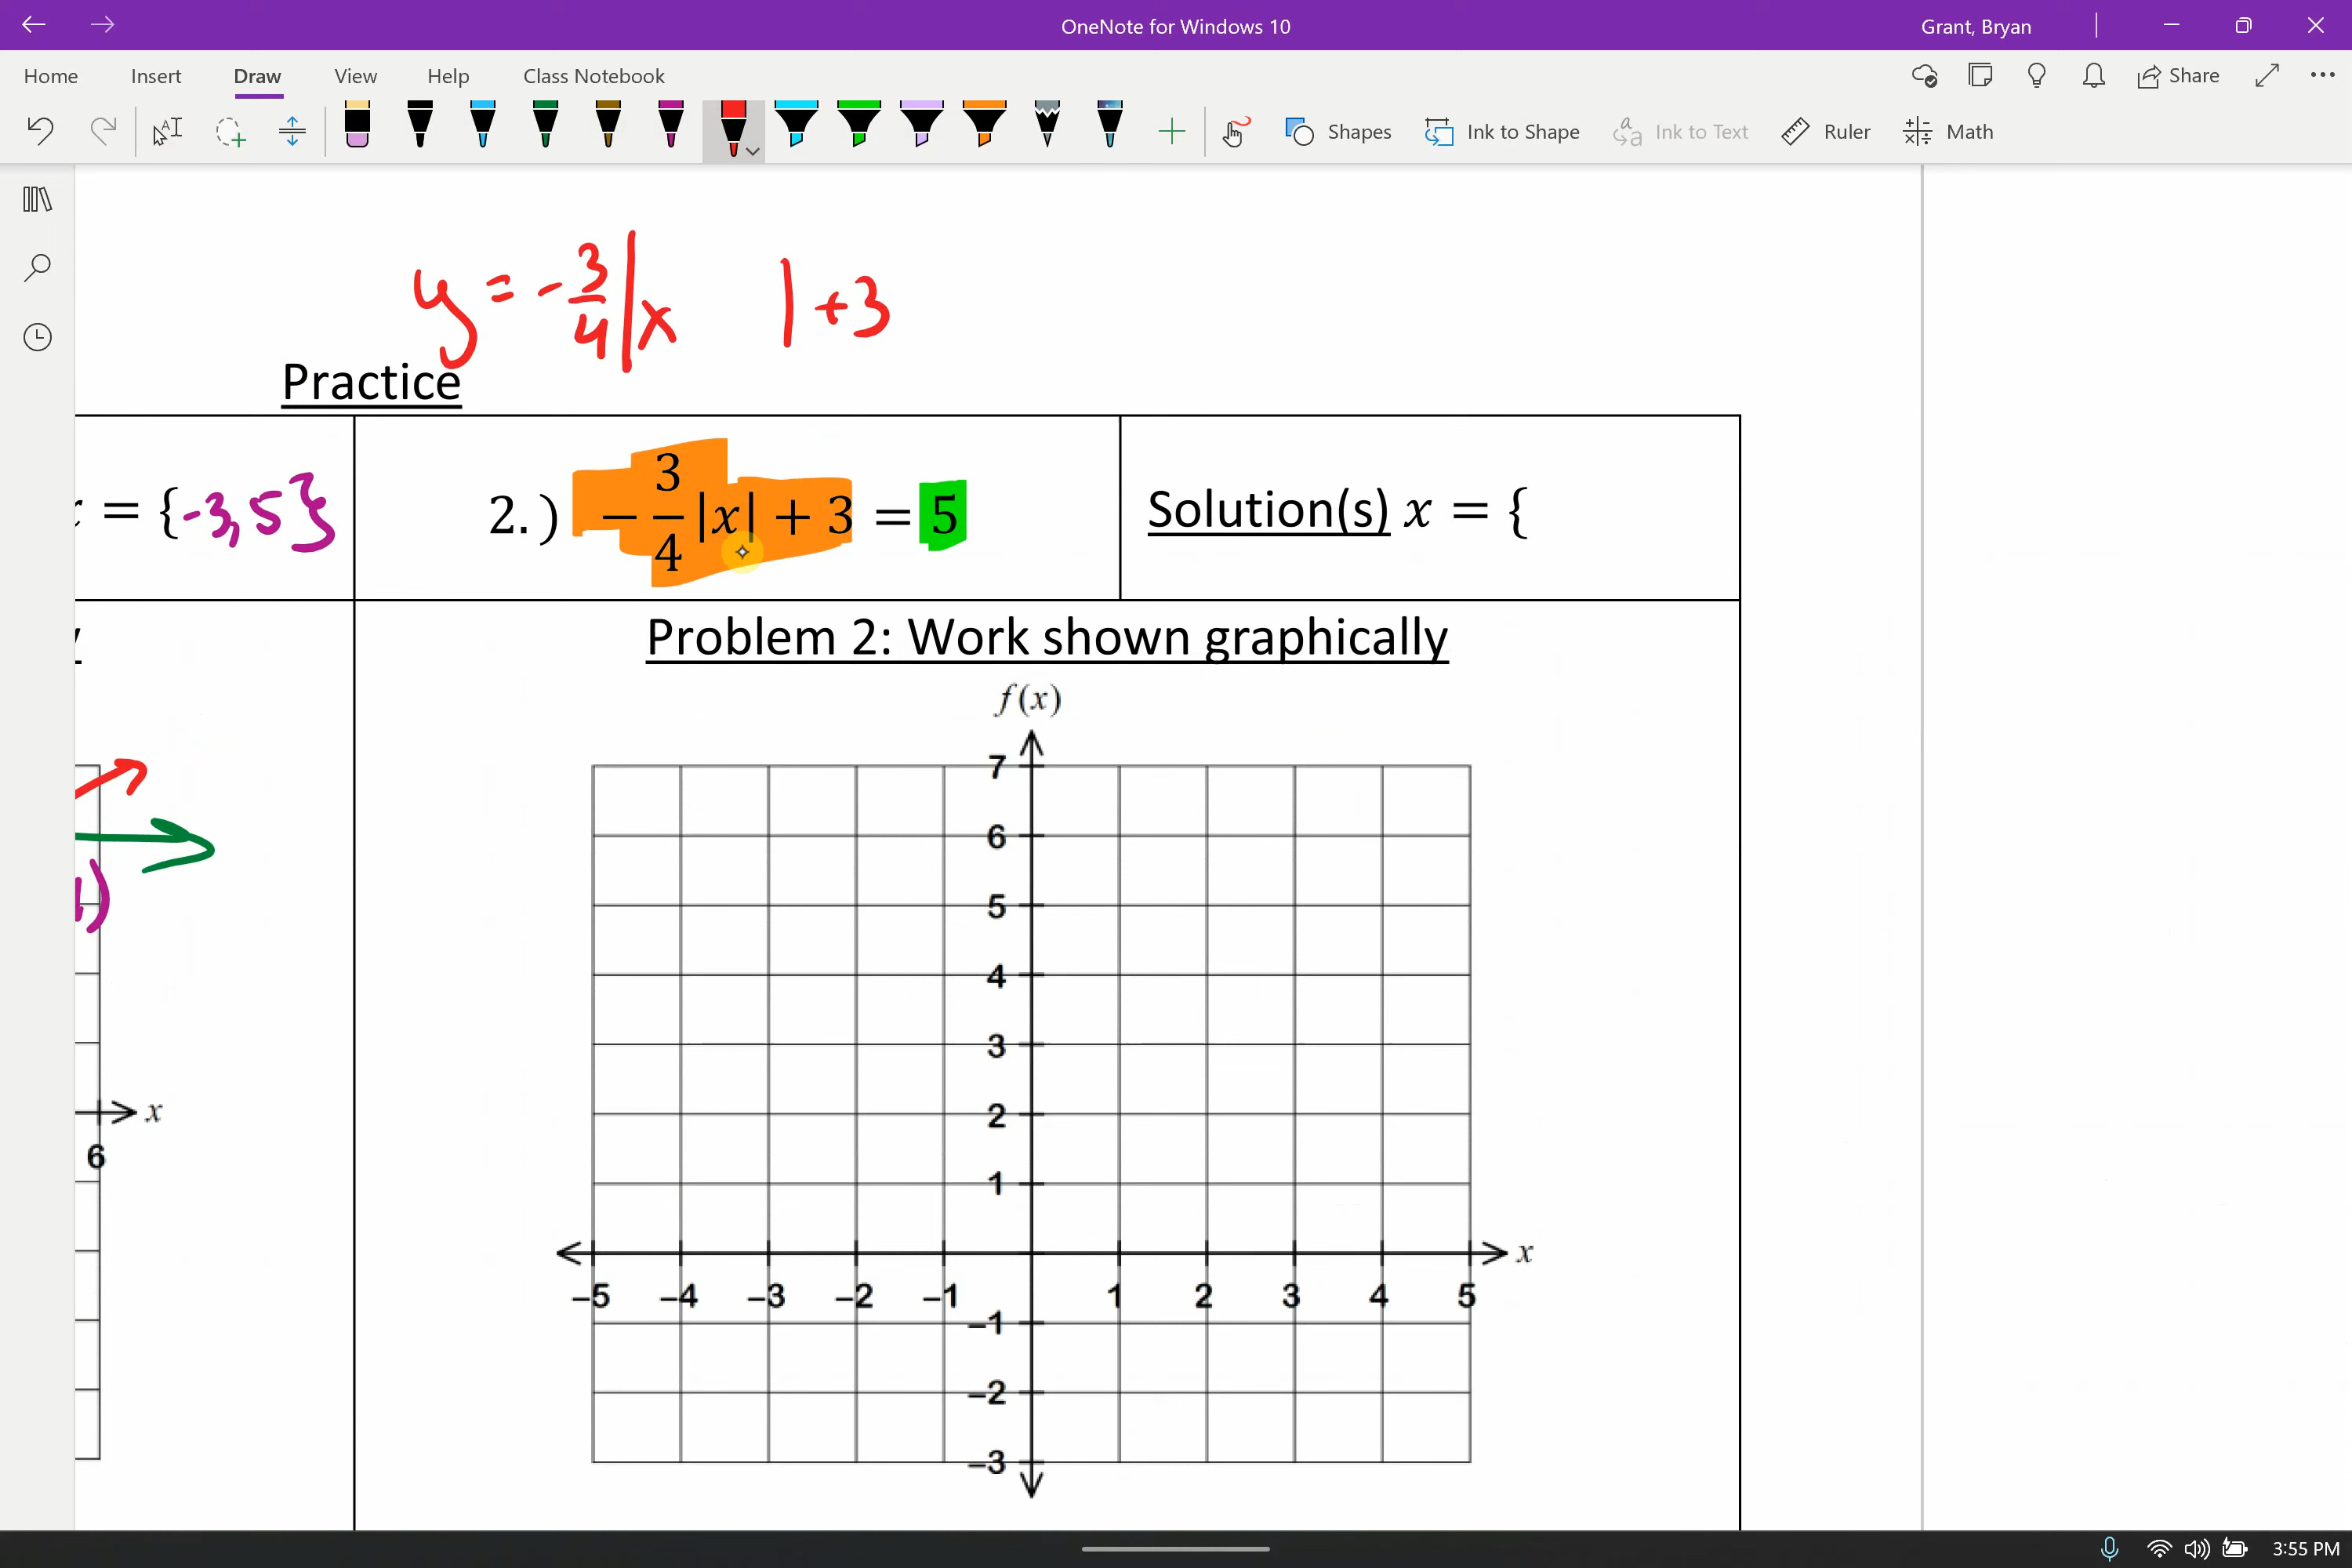 OneNote for Windows 10
Grant, Bryan
Home Insert Draw View Help Class Notebook
Share
Shapes Ink to Shape Ink to Text Ruler Math
y = -3/4|x | +3
Practice
= {-3, 5}
2.) −3/4|x| + 3 = 5
Solution(s) x = {
Problem 2: Work shown graphically
f(x)
7
6
5
4
3
2
1
x
x
6
−5 −4 −3 −2 −1 1 2 3 4 5
−1
−2
−3
3:55 PM